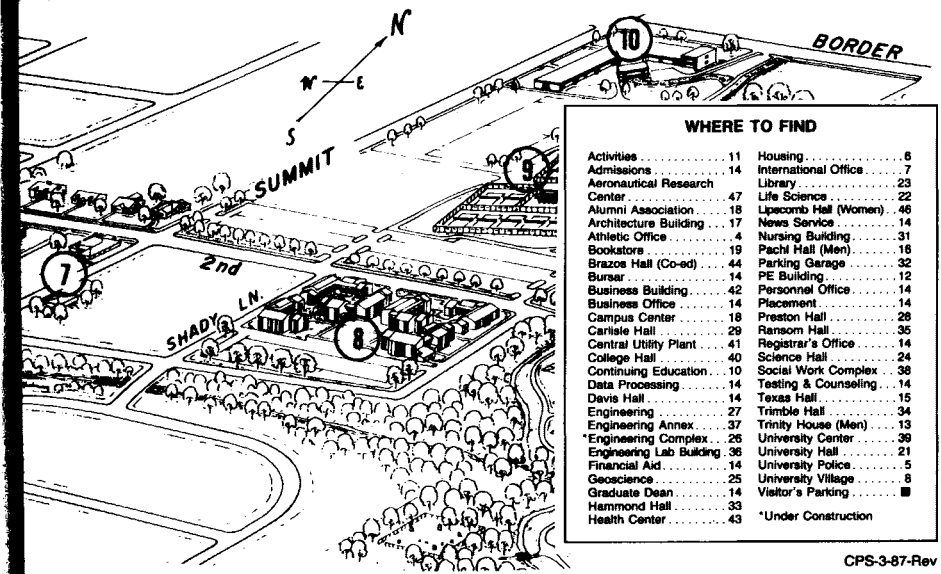 N
W E
S
10
BORDER
9
SUMMIT
7
2nd
SHADY LN.
8
WHERE TO FIND
Activities . . . . . . . . . . . . 11
Admissions . . . . . . . . . . 14
Aeronautical Research
Center . . . . . . . . . . . . . 47
Alumni Association . . . . . 18
Architecture Building . . . 17
Athletic Office . . . . . . . . 4
Bookstore . . . . . . . . . . . 19
Brazos Hall (Co-ed) . . . . 44
Bursar . . . . . . . . . . . . . . 14
Business Building . . . . . . 42
Business Office . . . . . . . 14
Campus Center . . . . . . . 18
Carlisle Hall . . . . . . . . . . 29
Central Utility Plant . . . . 41
College Hall . . . . . . . . . . 40
Continuing Education . . . 10
Data Processing . . . . . . . 14
Davis Hall . . . . . . . . . . . 14
Engineering . . . . . . . . . . 27
Engineering Annex . . . . . 37
*Engineering Complex . . . 26
Engineering Lab Building . 36
Financial Aid . . . . . . . . . 14
Geoscience . . . . . . . . . . 25
Graduate Dean . . . . . . . . 14
Hammond Hall . . . . . . . . 33
Health Center . . . . . . . . . 43
Housing . . . . . . . . . . . . . 6
International Office . . . . . 7
Library . . . . . . . . . . . . . 23
Life Science . . . . . . . . . . 22
Lipscomb Hall (Women) . . 46
News Service . . . . . . . . . 14
Nursing Building . . . . . . . 31
Pachl Hall (Men) . . . . . . . 16
Parking Garage . . . . . . . . 32
PE Building . . . . . . . . . . 12
Personnel Office . . . . . . . 14
Placement . . . . . . . . . . . 14
Preston Hall . . . . . . . . . . 28
Ransom Hall . . . . . . . . . . 35
Registrar's Office . . . . . . 14
Science Hall . . . . . . . . . . 24
Social Work Complex . . . 38
Testing & Counseling . . . 14
Texas Hall . . . . . . . . . . . 15
Trimble Hall . . . . . . . . . . 34
Trinity House (Men) . . . . 13
University Center . . . . . . 39
University Hall . . . . . . . . 21
University Police . . . . . . . 5
University Village . . . . . . 8
Visitor's Parking . . . . . . . ■
*Under Construction
CPS-3-87-Rev